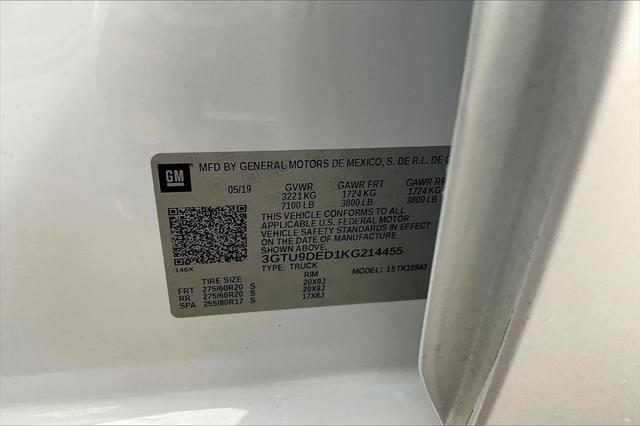 GM
MFD BY GENERAL MOTORS DE MEXICO, S. DE R.L. DE
05/19 GVWR GAWR FRT GAWR RR
3221 KG 1724 KG 1724 KG
7100 LB 3800 LB 3800 LB
THIS VEHICLE CONFORMS TO ALL
APPLICABLE U.S. FEDERAL MOTOR
VEHICLE SAFETY STANDARDS IN EFFECT
ON THE DATE OF MANUFACTURE
3GTU9DED1KG214455
140X TYPE: TRUCK MODEL: 1STK10543
TIRE SIZE RIM
FRT 275/60R20 S 20X9J
RR 275/60R20 S 20X9J
SPA 255/80R17 S 17X8J